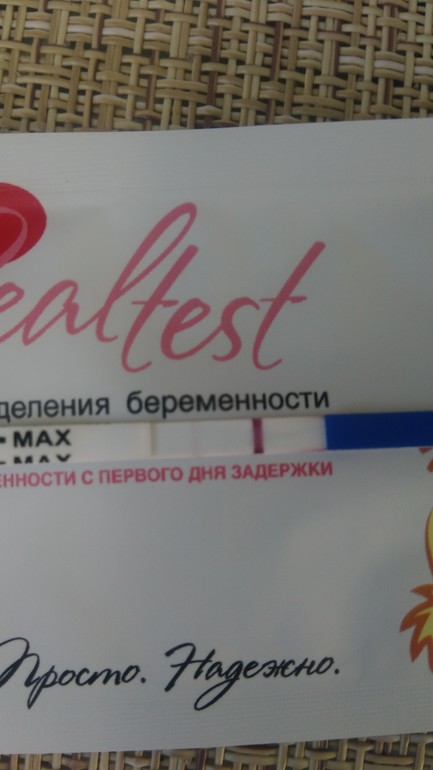 ealtest
деления беременности
MAX
MAX
ЕННОСТИ С ПЕРВОГО ДНЯ ЗАДЕРЖКИ
Просто. Надежно.